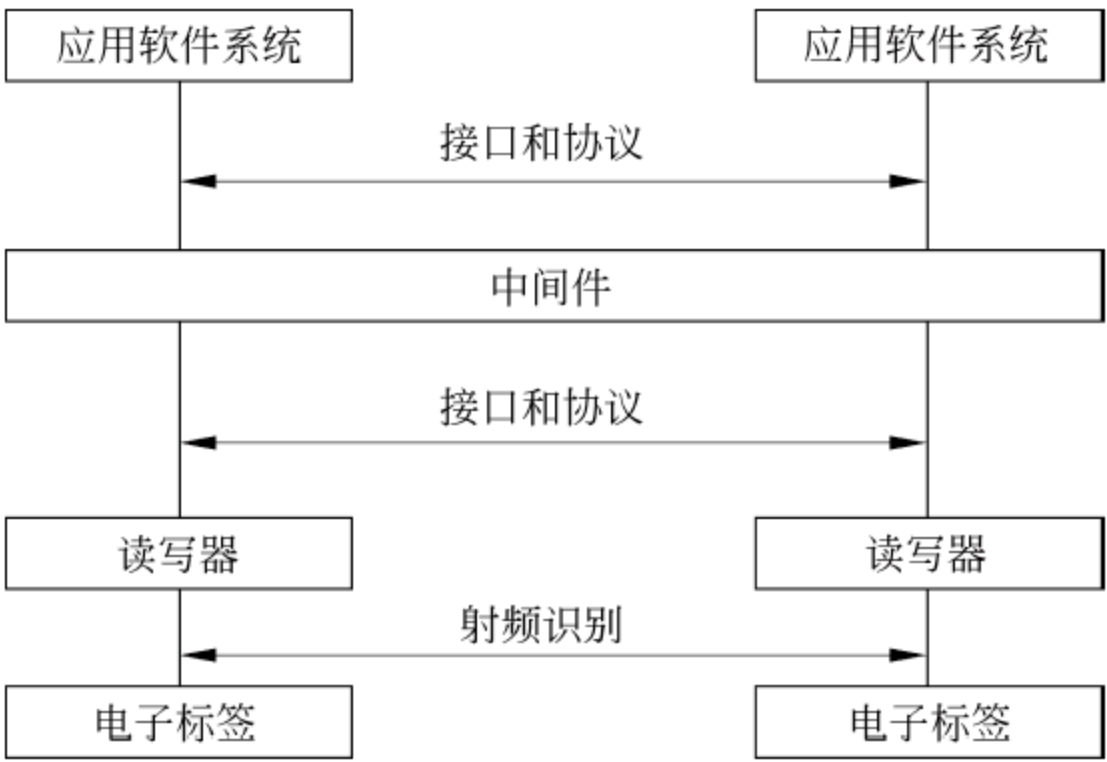 应用软件系统
应用软件系统
接口和协议
中间件
接口和协议
读写器
读写器
射频识别
电子标签
电子标签